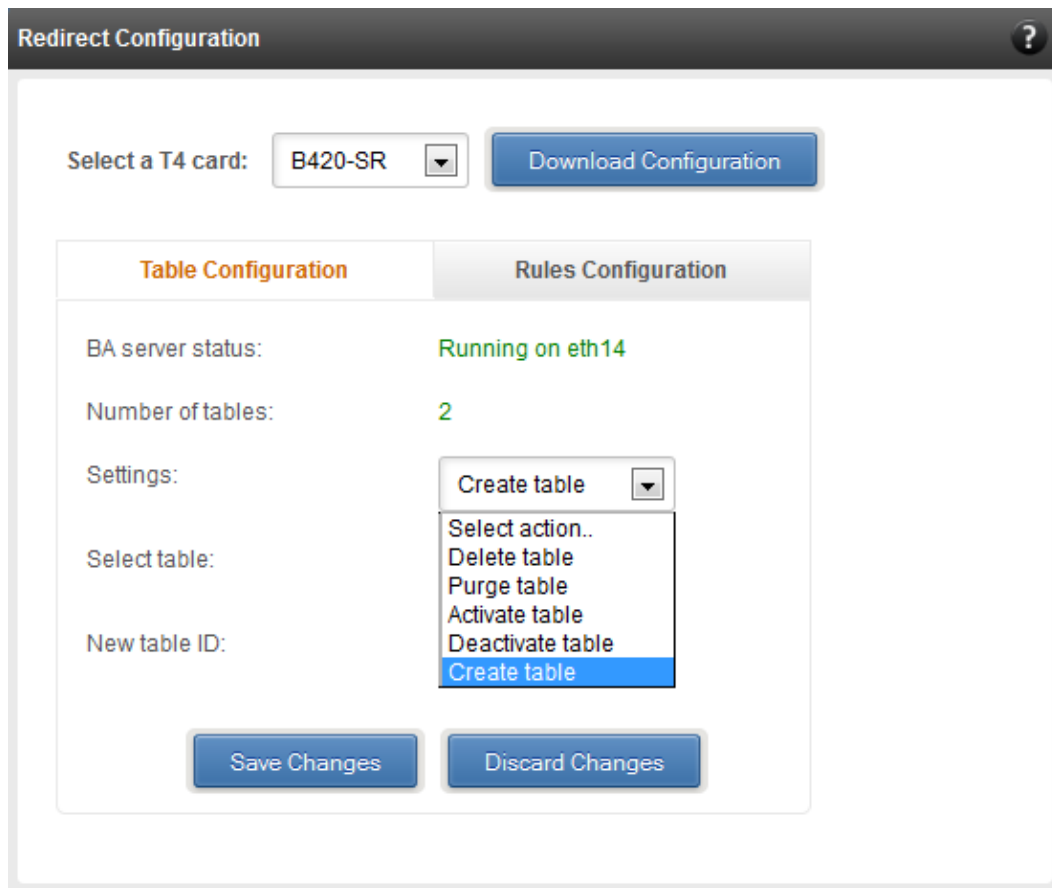 Redirect Configuration ?
Select a T4 card: B420-SR Download Configuration
Table Configuration Rules Configuration
BA server status: Running on eth14
Number of tables: 2
Settings: Create table
Select action..
Delete table
Select table:
Purge table
Activate table
New table ID: Deactivate table
Create table
Save Changes Discard Changes